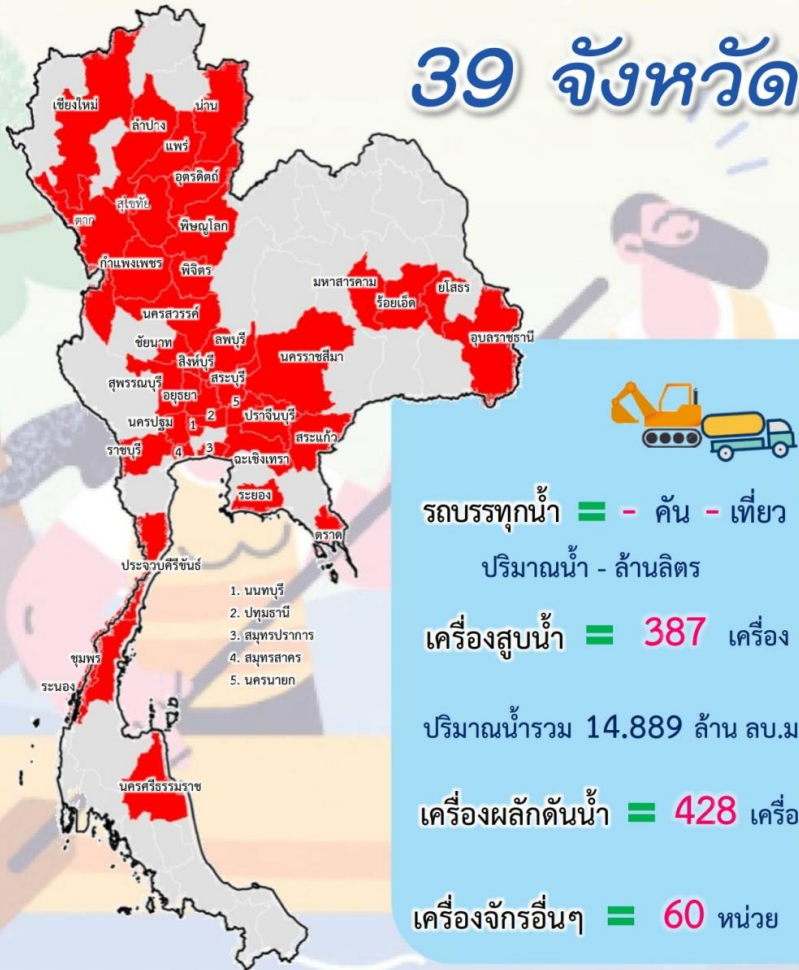 39 จังหวัด
เชียงใหม่
น่าน
ลำปาง
แพร่
อุตรดิตถ์
สุโขทัย
ตาก
พิษณุโลก
กำแพงเพชร
พิจิตร
มหาสารคาม
ยโสธร
ร้อยเอ็ด
นครสวรรค์
อุบลราชธานี
ชัยนาท
ลพบุรี
สิงห์บุรี
นครราชสีมา
สุพรรณบุรี
สระบุรี
อยุธยา
5
2
ปราจีนบุรี
นครปฐม
1
สระแก้ว
ราชบุรี
4
3
ฉะเชิงเทรา
ระยอง
ตราด
ประจวบคีรีขันธ์
ชุมพร
ระนอง
นครศรีธรรมราช
1. นนทบุรี
2. ปทุมธานี
3. สมุทรปราการ
4. สมุทรสาคร
5. นครนายก
รถบรรทุกน้ำ = - คัน - เที่ยว
ปริมาณน้ำ - ล้านลิตร
เครื่องสูบน้ำ = 387 เครื่อง
ปริมาณน้ำรวม 14.889 ล้าน ลบ.ม
เครื่องผลักดันน้ำ = 428 เครื่อ
เครื่องจักรอื่นๆ = 60 หน่วย